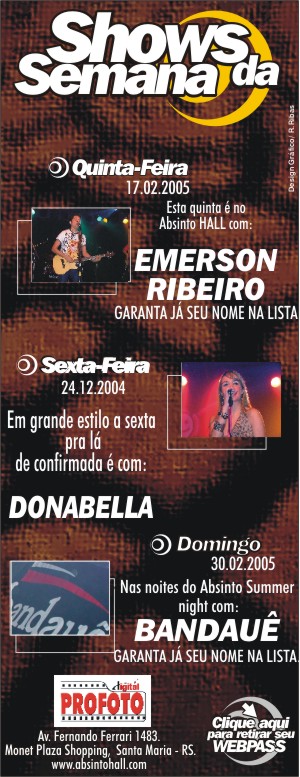 Shows
da
Semana
Design Gráfico/ R. Ribas
Quinta-Feira
17.02.2005
Esta quinta é no
Absinto HALL com:
EMERSON
RIBEIRO
GARANTA JÁ SEU NOME NA LISTA
Sexta-Feira
24.12.2004
Em grande estilo a sexta
pra lá
de confirmada é com:
DONABELLA
Domingo
30.02.2005
Nas noites do Absinto Summer
night com:
BANDAUÊ
GARANTA JÁ SEU NOME NA LISTA.
andauê
digital
PROFOTO
Clique aqui
para retirar seu
WEBPASS
Av. Fernando Ferrari 1483.
Monet Plaza Shopping, Santa Maria - RS.
www.absintohall.com